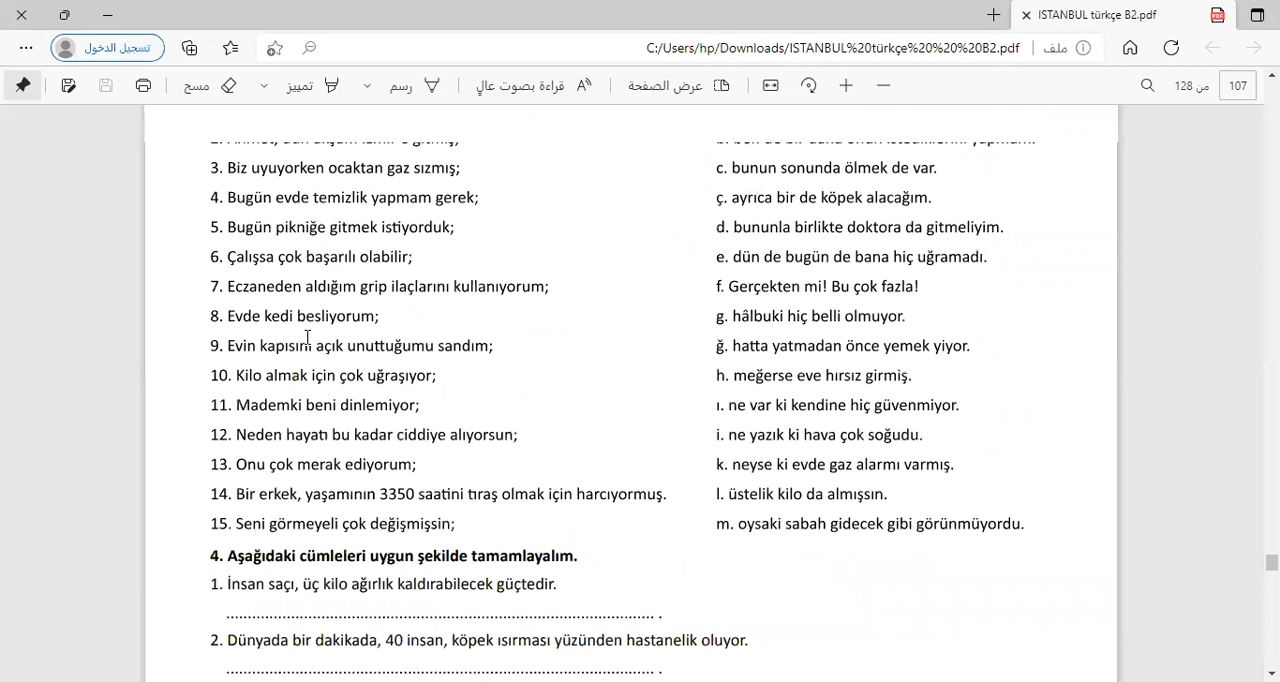 ISTANBUL türkçe B2.pdf
تسجيل الدخول
C:/Users/hp/Downloads/ISTANBUL%20türkçe%20%20%20B2.pdf
ملف
مسح
تمييز
رسم
قراءة بصوت عالٍ
عرض الصفحة
107 من 128
3. Biz uyuyorken ocaktan gaz sızmış;
c. bunun sonunda ölmek de var.
4. Bugün evde temizlik yapmam gerek;
ç. ayrıca bir de köpek alacağım.
5. Bugün pikniğe gitmek istiyorduk;
d. bununla birlikte doktora da gitmeliyim.
6. Çalışsa çok başarılı olabilir;
e. dün de bugün de bana hiç uğramadı.
7. Eczaneden aldığım grip ilaçlarını kullanıyorum;
f. Gerçekten mi! Bu çok fazla!
8. Evde kedi besliyorum;
g. hâlbuki hiç belli olmuyor.
9. Evin kapısını açık unuttuğumu sandım;
ğ. hatta yatmadan önce yemek yiyor.
10. Kilo almak için çok uğraşıyor;
h. meğerse eve hırsız girmiş.
11. Mademki beni dinlemiyor;
ı. ne var ki kendine hiç güvenmiyor.
12. Neden hayatı bu kadar ciddiye alıyorsun;
i. ne yazık ki hava çok soğudu.
13. Onu çok merak ediyorum;
k. neyse ki evde gaz alarmı varmış.
14. Bir erkek, yaşamının 3350 saatini tıraş olmak için harcıyormuş.
l. üstelik kilo da almışsın.
15. Seni görmeyeli çok değişmişsin;
m. oysaki sabah gidecek gibi görünmüyordu.
4. Aşağıdaki cümleleri uygun şekilde tamamlayalım.
1. İnsan saçı, üç kilo ağırlık kaldırabilecek güçtedir.
2. Dünyada bir dakikada, 40 insan, köpek ısırması yüzünden hastanelik oluyor.